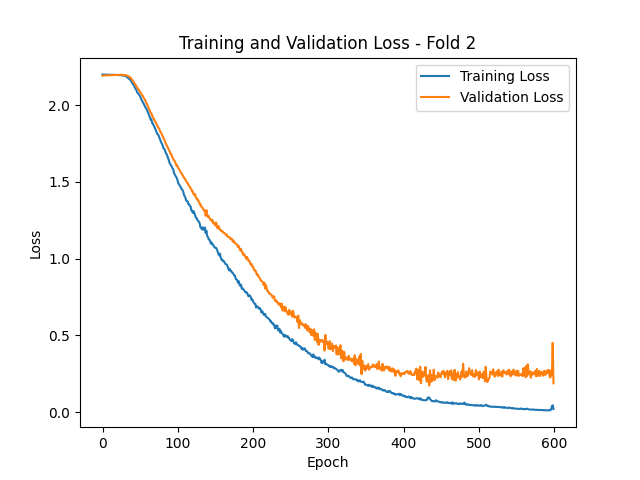 Training and Validation Loss - Fold 2
Training Loss
Validation Loss
Loss
2.0
1.5
1.0
0.5
0.0
0 100 200 300 400 500 600
Epoch